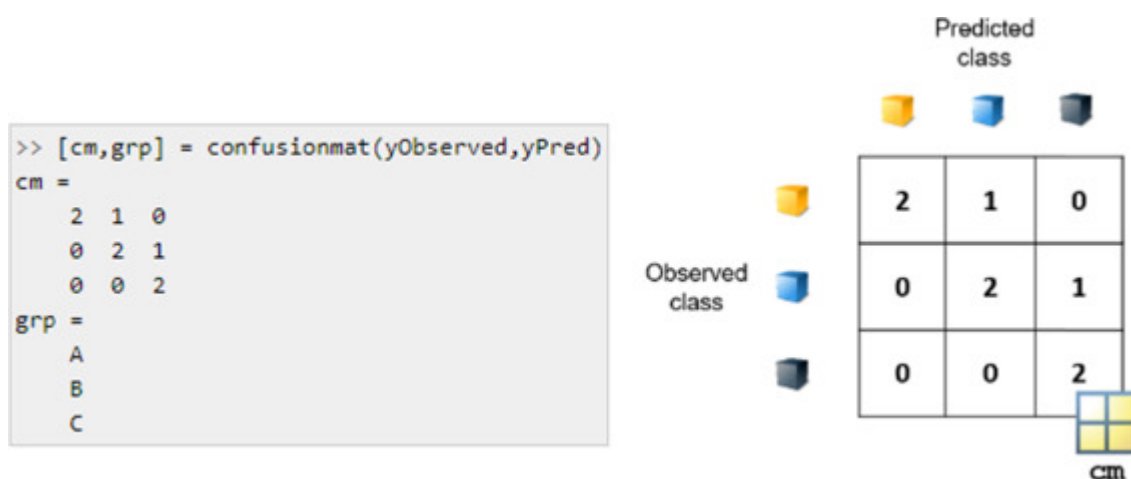 >> [cm,grp] = confusionmat(yObserved,yPred)
cm =
2 1 0
0 2 1
0 0 2
grp =
A
B
C
Predicted
class
Observed
class
2 1 0
0 2 1
0 0 2
cm